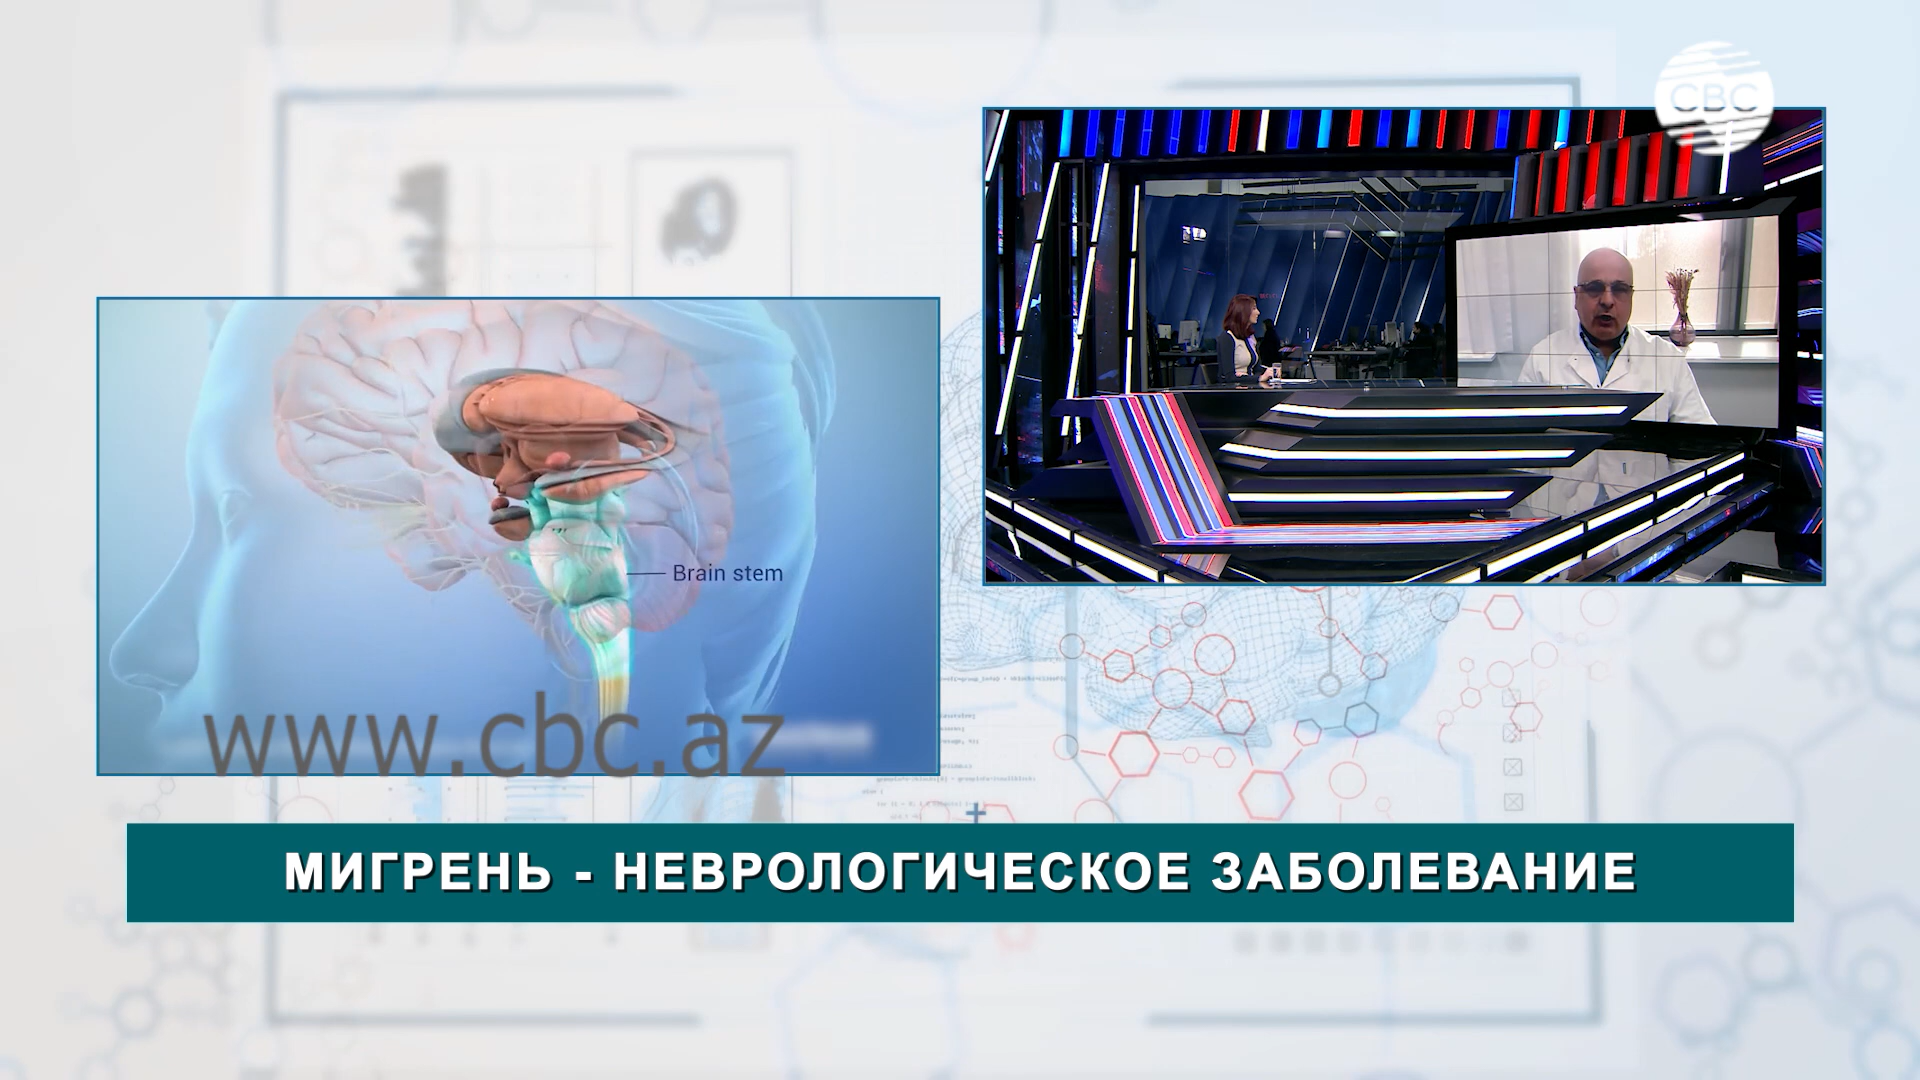 CBC
Brain stem
www.cbc.az
МИГРЕНЬ - НЕВРОЛОГИЧЕСКОЕ ЗАБОЛЕВАНИЕ